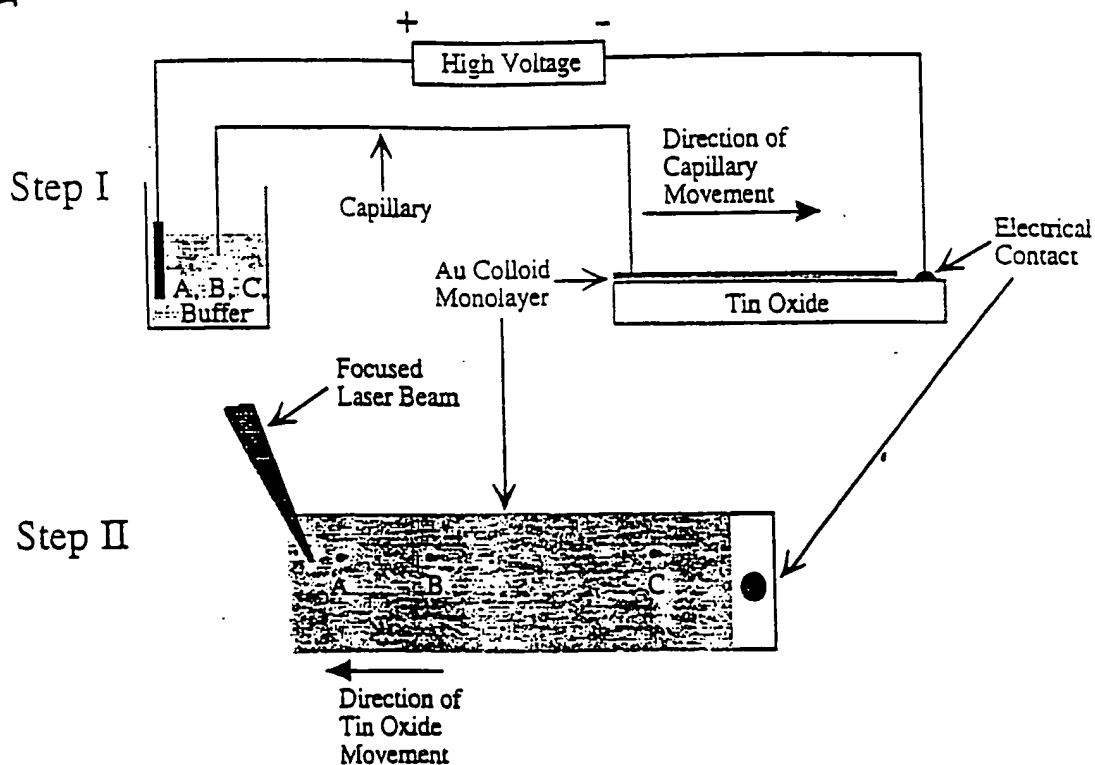 +
-
High Voltage
Step I
Capillary
Direction of
Capillary
Movement
Electrical
Contact
A, B, C,
Buffer
Au Colloid
Monolayer
Tin Oxide
Focused
Laser Beam
Step II
A
B
C
Direction of
Tin Oxide
Movement